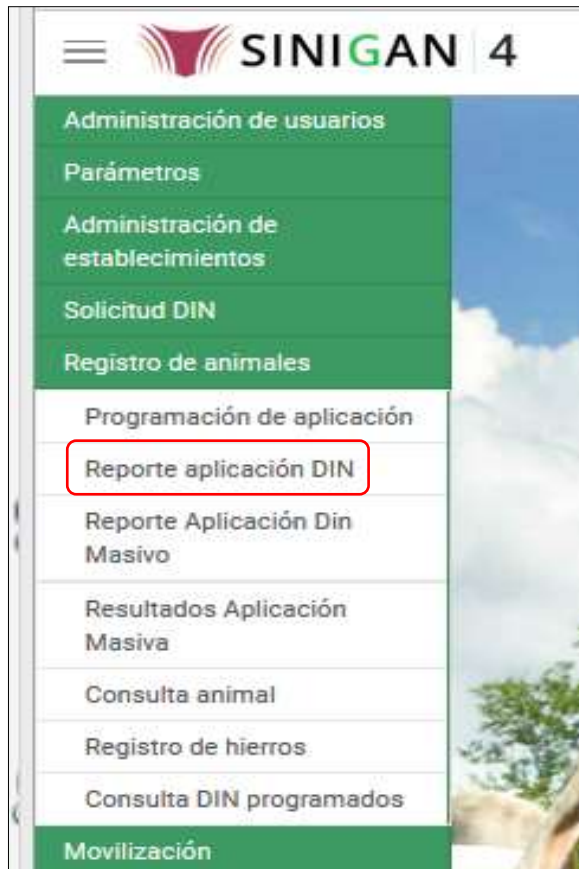 SINIGAN 4
Administración de usuarios
Parámetros
Administración de
establecimientos
Solicitud DIN
Registro de animales
Programación de aplicación
Reporte aplicación DIN
Reporte Aplicación Din
Masivo
Resultados Aplicación
Masiva
Consulta animal
Registro de hierros
Consulta DIN programados
Movilización